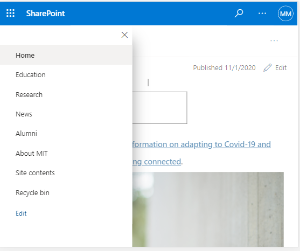 SharePoint
MM
Home
Education
Research
News
Alumni
About MIT
Site contents
Recycle bin
Edit
Published 11/1/2020
Edit
formation on adapting to Covid-19 and
ng connected.